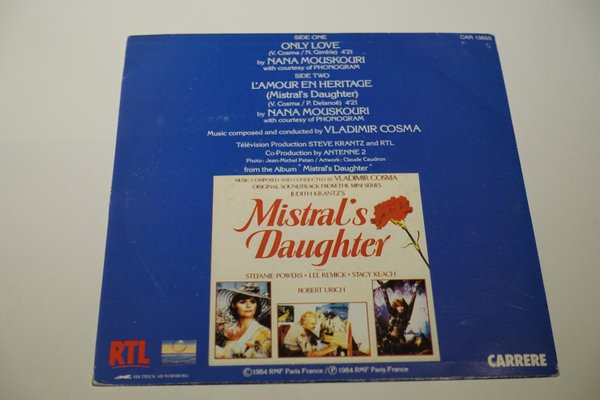 SIDE ONE
CAR 13655
ONLY LOVE
(V. Cosma / N. Gimble) 4'21
by NANA MOUSKOURI
with courtesy of PHONOGRAM
SIDE TWO
L'AMOUR EN HERITAGE
(Mistral's Daughter)
(V. Cosma / P. Delanoë) 4'21
by NANA MOUSKOURI
with courtesy of PHONOGRAM
Music composed and conducted by VLADIMIR COSMA
Télévision Production STEVE KRANTZ and RTL
Co-Production by ANTENNE 2
Photo: Jean-Michel Petan / Artwork: Claude Caudron
from the Album "Mistral's Daughter"
MUSIC COMPOSED AND CONDUCTED BY VLADIMIR COSMA
ORIGINAL SOUNDTRACK FROM THE MINI SERIES
JUDITH KRANTZ'S
Mistral's
Daughter
STEFANIE POWERS • LEE REMICK • STACY KEACH
ROBERT URICH
RTL
CARRERE
©1984 RMF Paris France / ℗ 1984 RMF Paris France